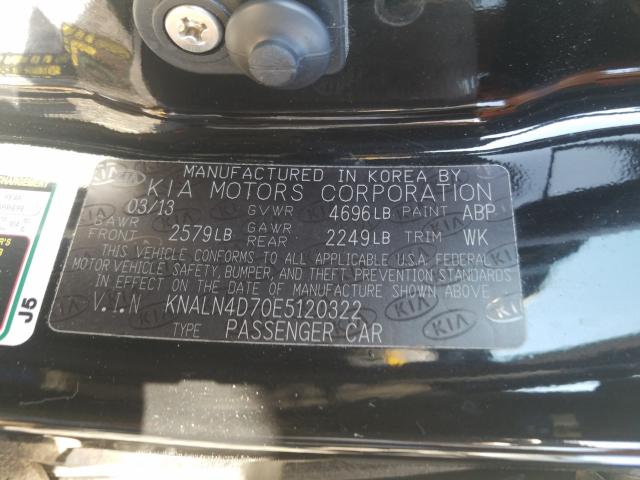 MANUFACTURED IN KOREA BY
KIA MOTORS CORPORATION
03/13 GVWR 4696LB PAINT ABP
GAWR FRONT 2579LB GAWR REAR 2249LB TRIM WK
THIS VEHICLE CONFORMS TO ALL APPLICABLE U.S.A. FEDERAL
MOTOR VEHICLE SAFETY, BUMPER, AND THEFT PREVENTION STANDARDS
IN EFFECT ON THE DATE OF MANUFACTURE SHOWN ABOVE.
V.I.N KNALN4D70E5120322
TYPE PASSENGER CAR
J5